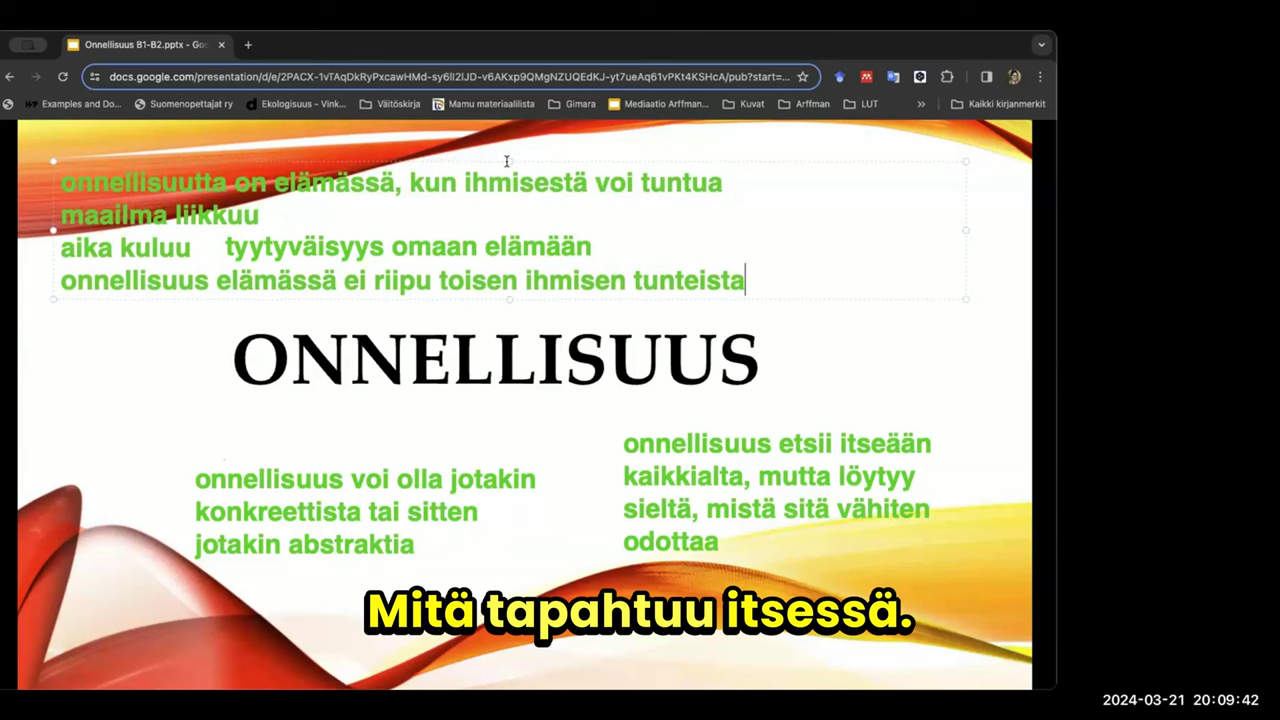 Onnellisuus B1-B2.pptx - Goo
docs.google.com/presentation/d/e/2PACX-1vTAqDkRyPxcawHMd-sy6lI2lJD-v6AKxp9QMgNZUQEdKJ-yt7ueAq61vPKt4KSHcA/pub?start=...
Examples and Do... Suomenopettajat ry Ekologisuus - Vink... Väitöskirja Mamu materiaalilista Gimara Mediaatio Arffman... Kuvat Arffman LUT » Kaikki kirjanmerkit
onnellisuutta on elämässä, kun ihmisestä voi tuntua
maailma liikkuu
aika kuluu tyytyväisyys omaan elämään
onnellisuus elämässä ei riipu toisen ihmisen tunteista
ONNELLISUUS
onnellisuus voi olla jotakin
konkreettista tai sitten
jotakin abstraktia
onnellisuus etsii itseään
kaikkialta, mutta löytyy
sieltä, mistä sitä vähiten
odottaa
Mitä tapahtuu itsessä.
2024-03-21 20:09:42